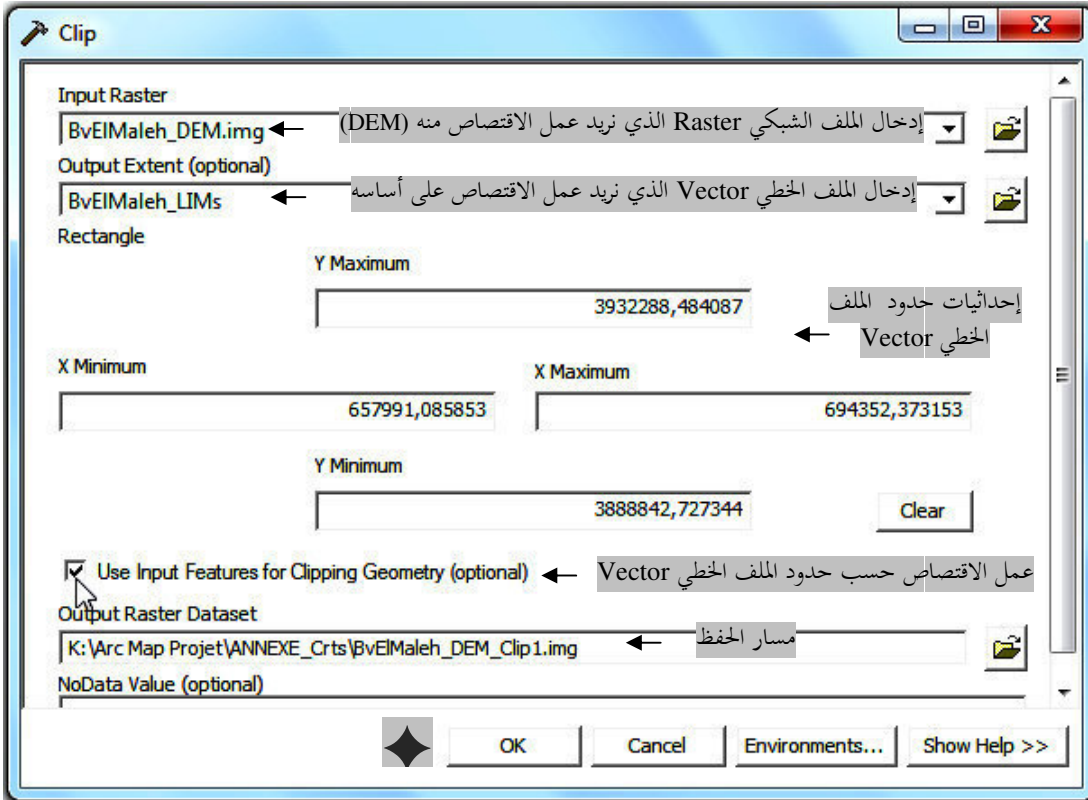 Clip
Input Raster
BvElMaleh_DEM.img
إدخال الملف الشبكي Raster الذي نريد عمل الاقتصاص منه (DEM)
Output Extent (optional)
BvElMaleh_LIMs
إدخال الملف الخطي Vector الذي نريد عمل الاقتصاص على أساسه
Rectangle
Y Maximum
3932288,484087
إحداثيات حدود الملف
الخطي Vector
X Minimum
X Maximum
657991,085853
694352,373153
Y Minimum
3888842,727344
Clear
Use Input Features for Clipping Geometry (optional)
عمل الاقتصاص حسب حدود الملف الخطي Vector
Output Raster Dataset
K:\Arc Map Projet\ANNEXE_Crts\BvElMaleh_DEM_Clip1.img
مسار الحفظ
NoData Value (optional)
OK
Cancel
Environments...
Show Help >>